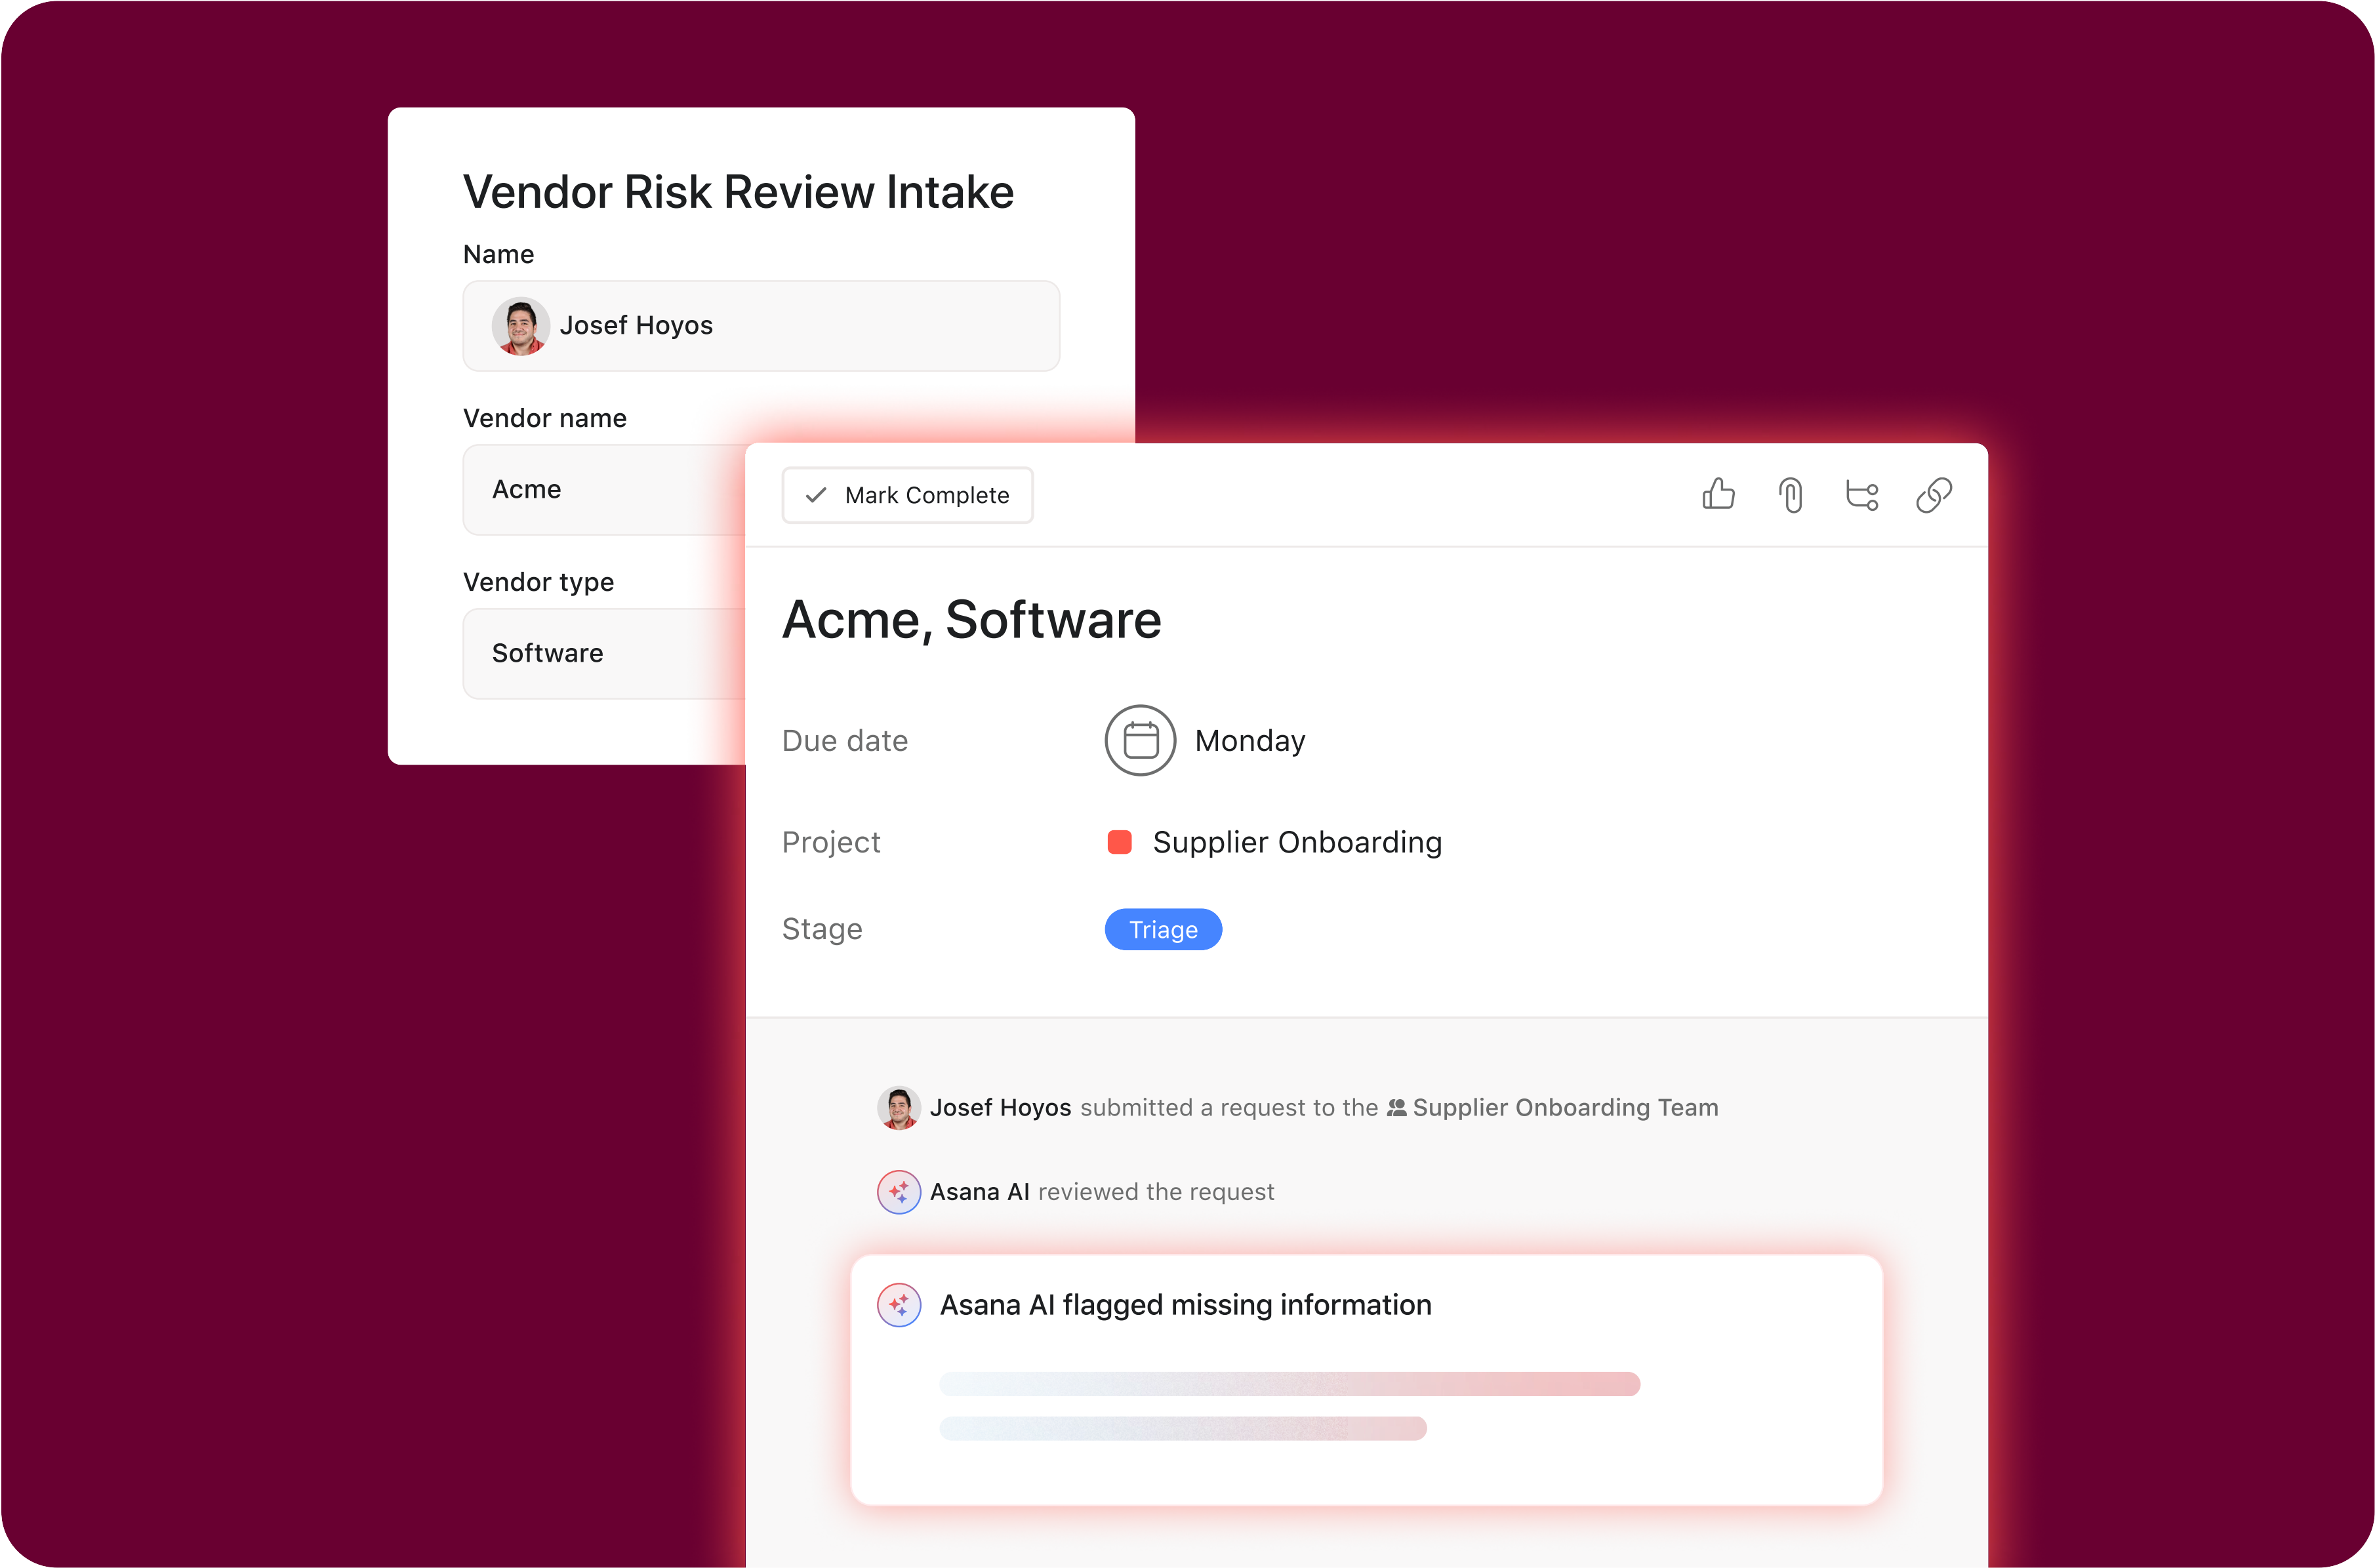 Vendor Risk Review Intake
Name
Josef Hoyos
Vendor name
Acme
Vendor type
Software
Mark Complete
Acme, Software
Due date Monday
Project Supplier Onboarding
Stage Triage
Josef Hoyos submitted a request to the Supplier Onboarding Team
Asana AI reviewed the request
Asana AI flagged missing information